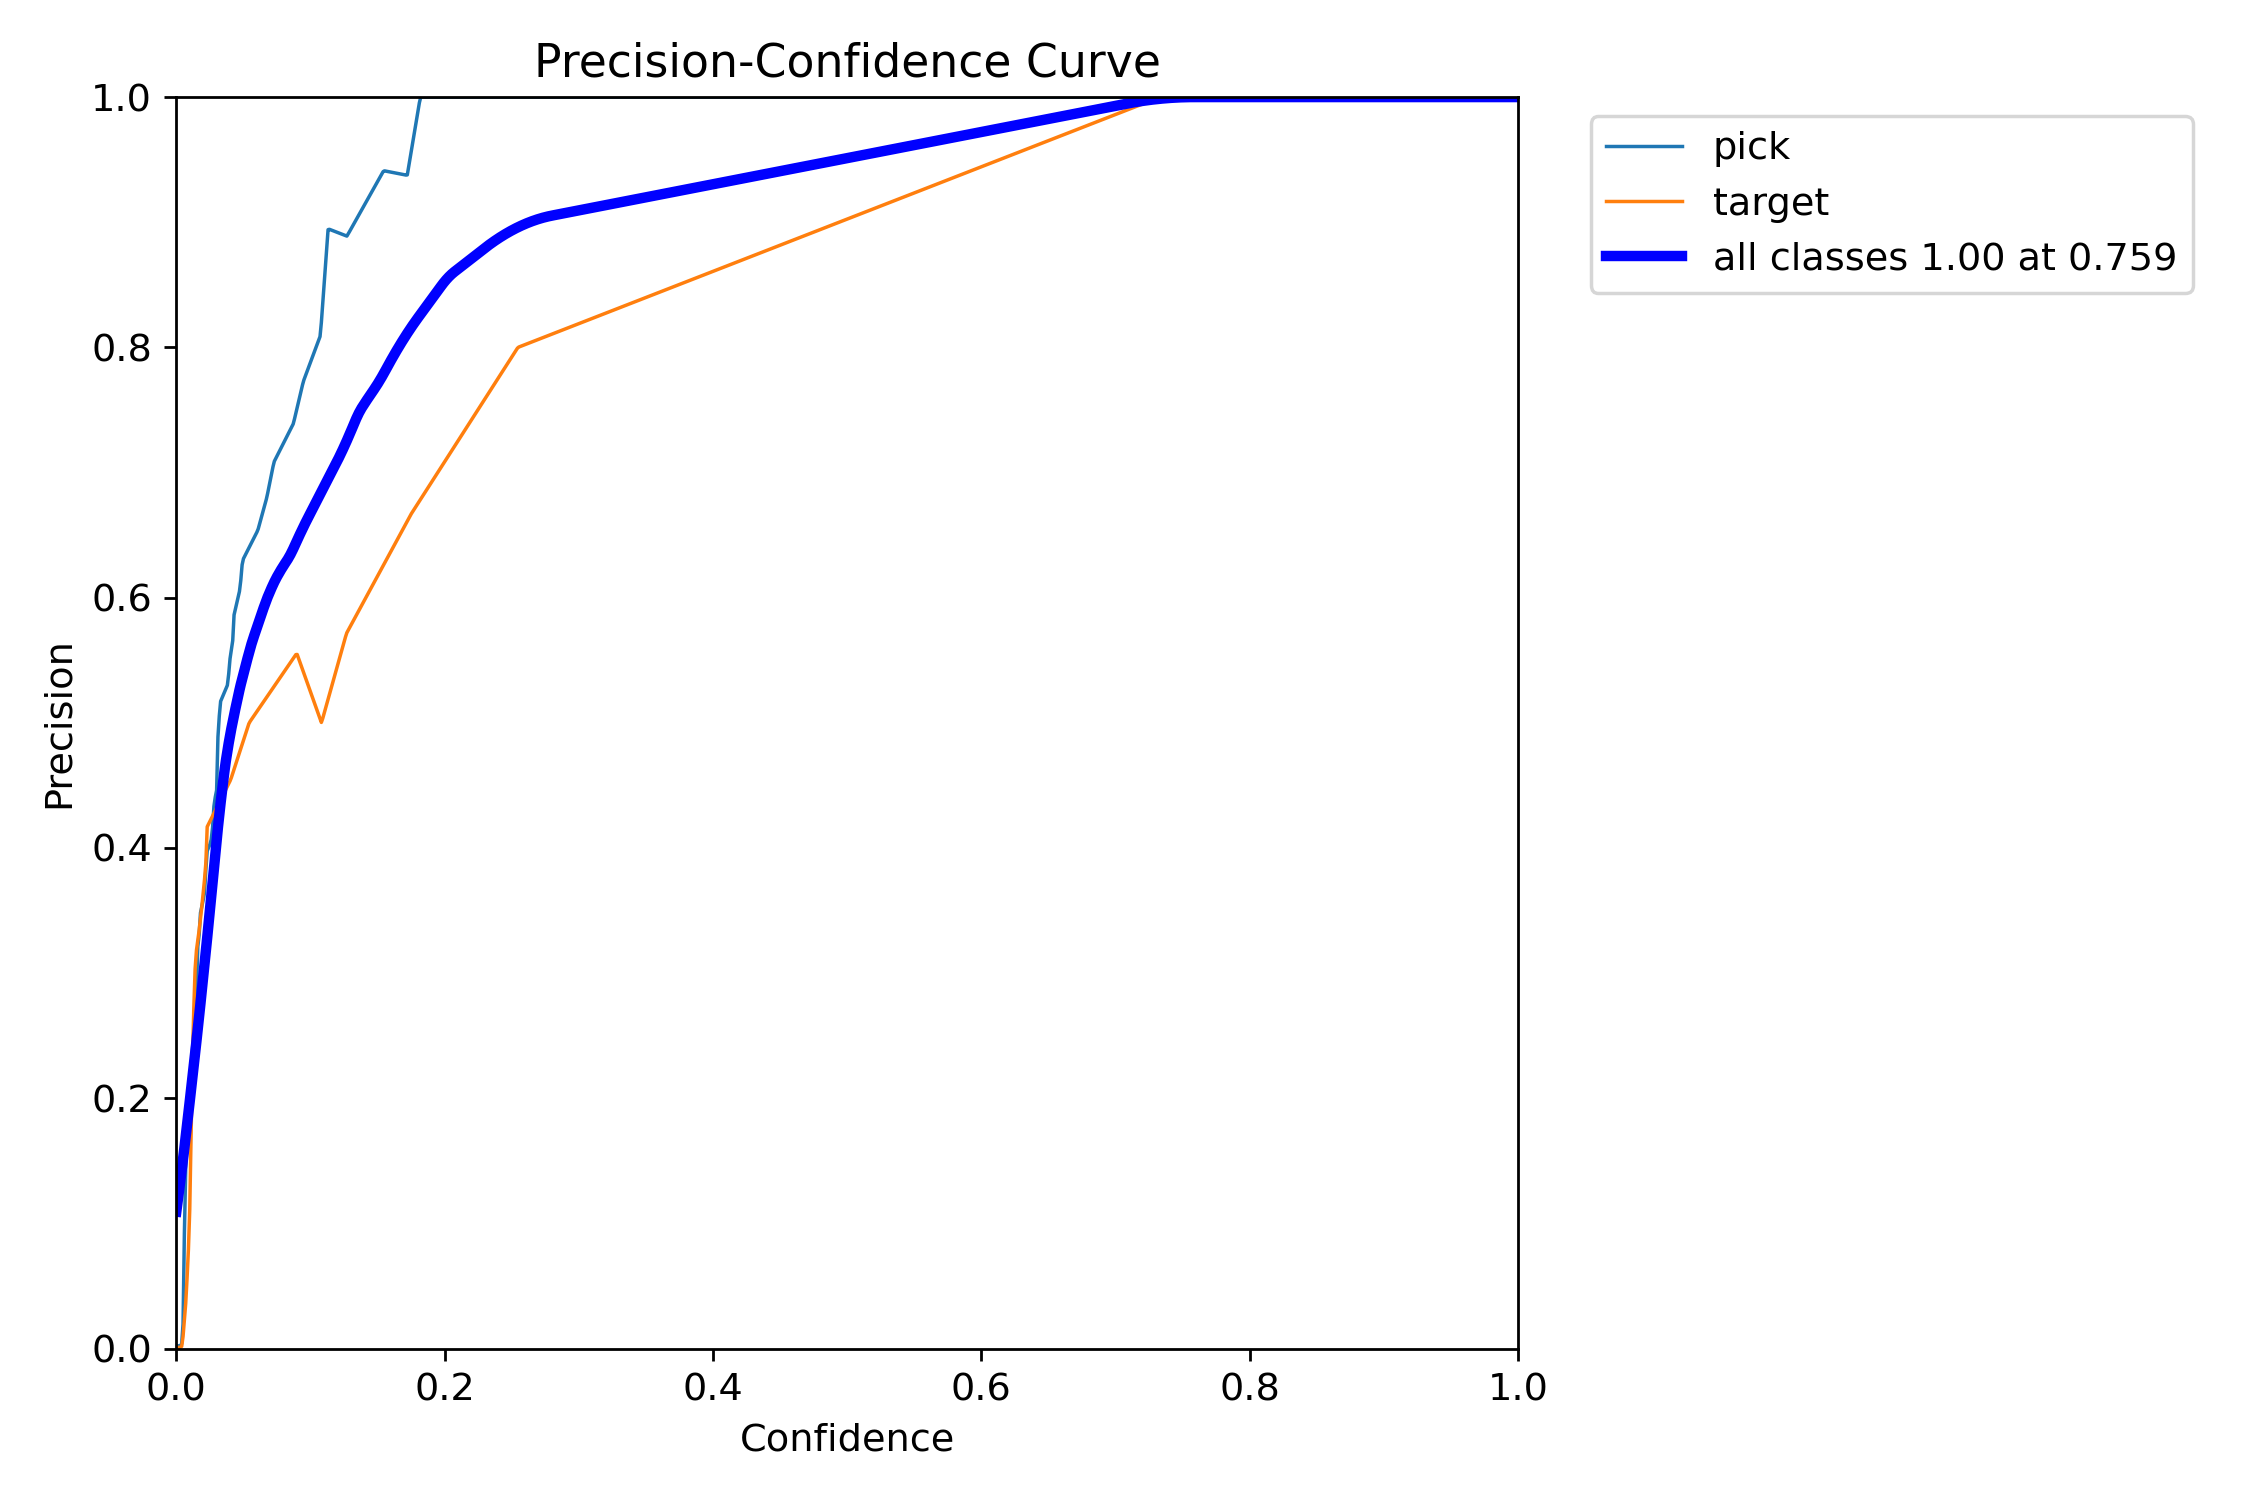 Precision-Confidence Curve
1.0
0.8
0.6
0.4
0.2
0.0
Precision
0.0 0.2 0.4 0.6 0.8 1.0
Confidence
pick
target
all classes 1.00 at 0.759